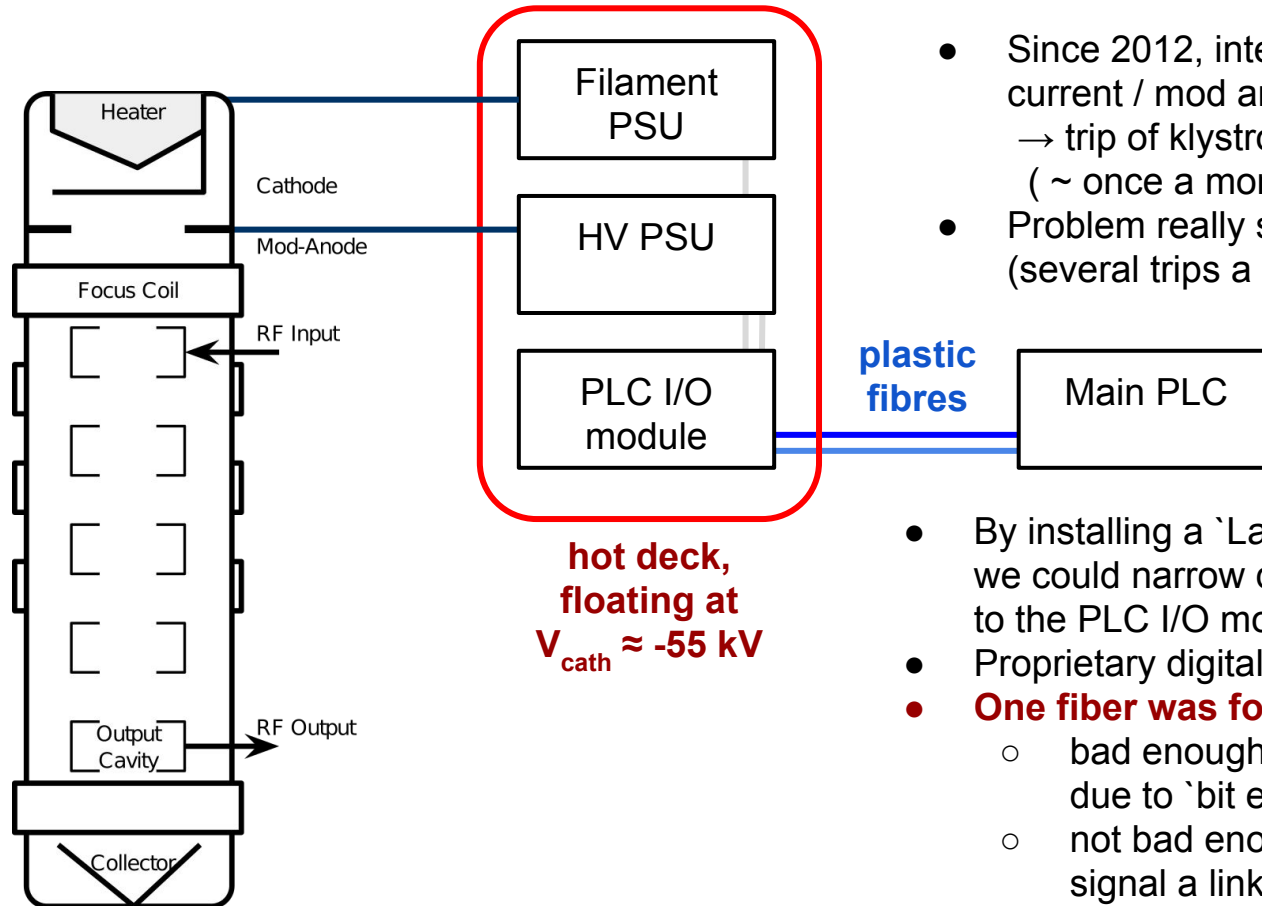 Heater
Cathode
Mod-Anode
Focus Coil
RF Input
Output
Cavity
RF Output
Collector
Filament
PSU
HV PSU
PLC I/O
module
hot deck,
floating at
V_cath ≈ -55 kV
plastic
fibres
Main PLC
● Since 2012, inte
current / mod a
→ trip of klystro
( ~ once a mo
● Problem really s
(several trips a
● By installing a `La
we could narrow
to the PLC I/O mo
● Proprietary digital
● One fiber was fo
○ bad enough
due to `bit e
○ not bad eno
signal a link